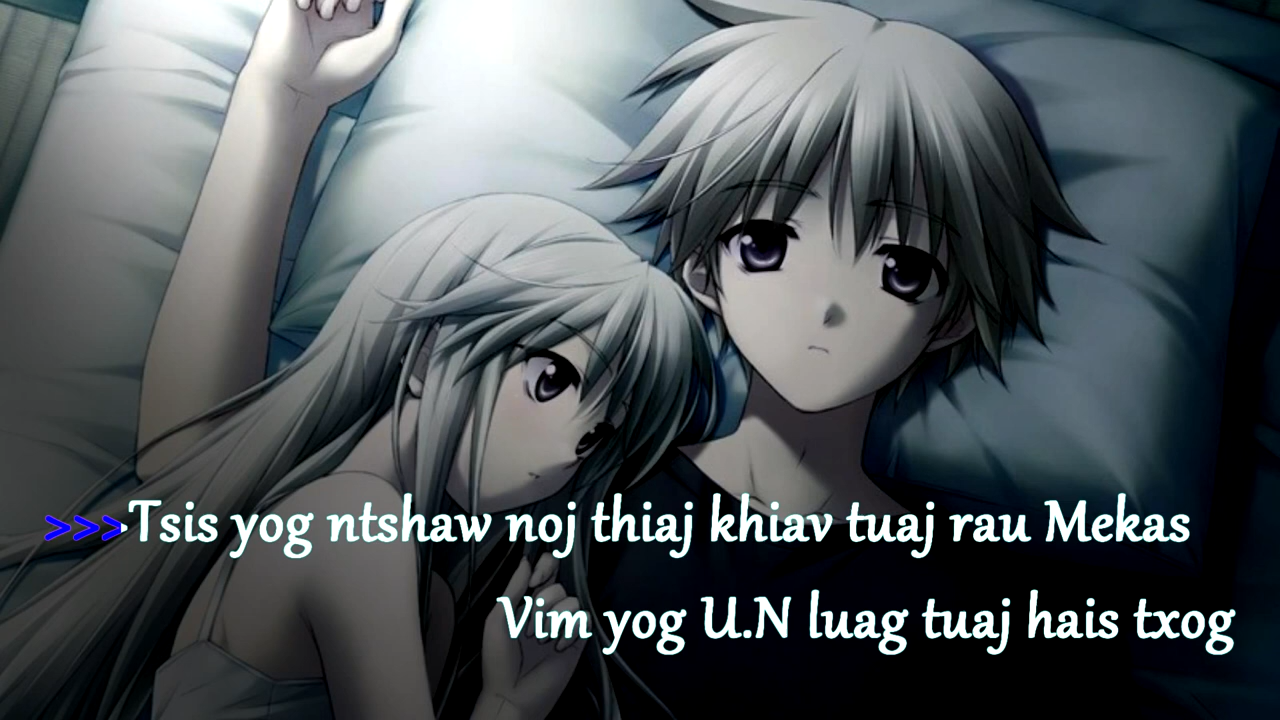 >>>Tsis yog ntshaw noj thiaj khiav tuaj rau Mekas
Vim yog U.N luag tuaj hais txog